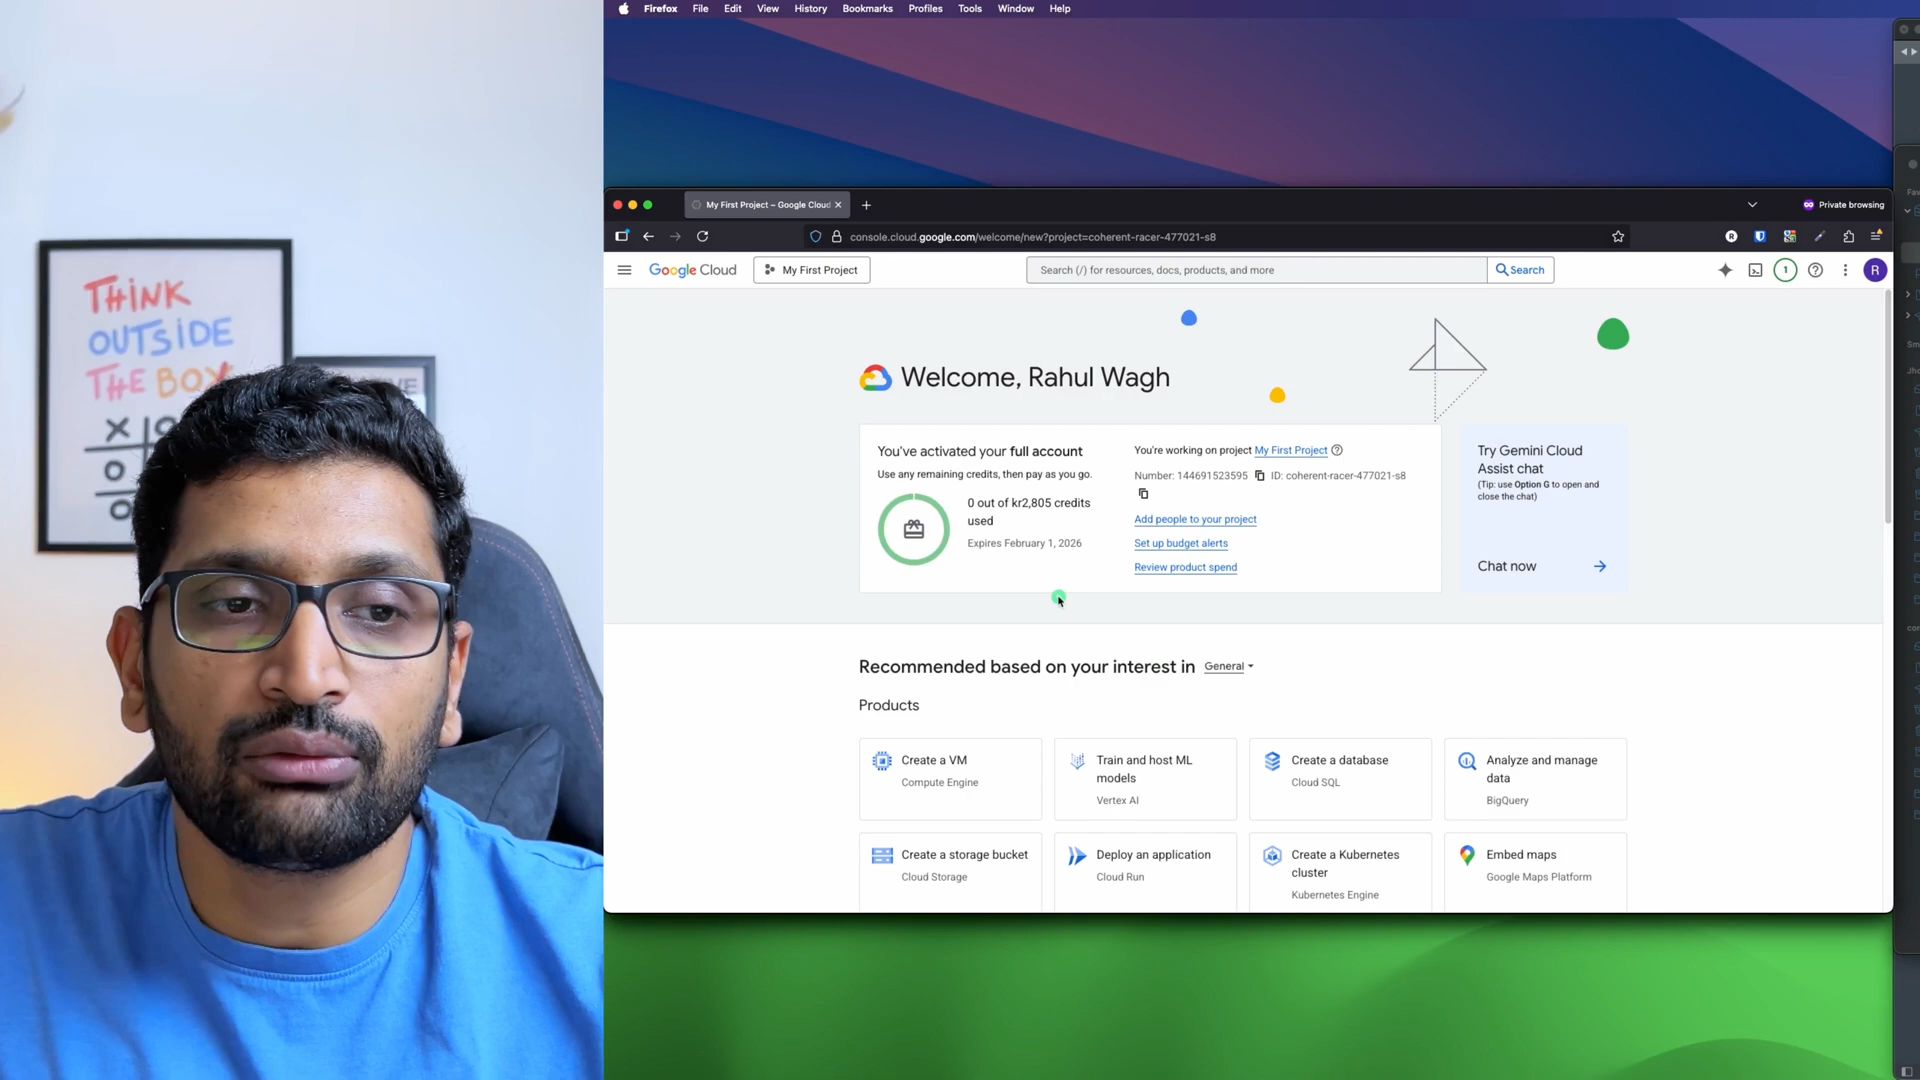 Firefox File Edit View History Bookmarks Profiles Tools Window Help
My First Project – Google Cloud
Private browsing
console.cloud.google.com/welcome/new?project=coherent-racer-477021-s8
Google Cloud
My First Project
Search (/) for resources, docs, products, and more
Search
1
R
Welcome, Rahul Wagh
You've activated your full account
Use any remaining credits, then pay as you go.
0 out of kr2,805 credits
used
Expires February 1, 2026
You're working on project My First Project
Number: 144691523595 ID: coherent-racer-477021-s8
Add people to your project
Set up budget alerts
Review product spend
Try Gemini Cloud
Assist chat
(Tip: use Option G to open and
close the chat)
Chat now
Recommended based on your interest in General
Products
Create a VM
Compute Engine
Train and host ML
models
Vertex AI
Create a database
Cloud SQL
Analyze and manage
data
BigQuery
Create a storage bucket
Cloud Storage
Deploy an application
Cloud Run
Create a Kubernetes
cluster
Kubernetes Engine
Embed maps
Google Maps Platform
THINK
OUTSIDE
THE BOX